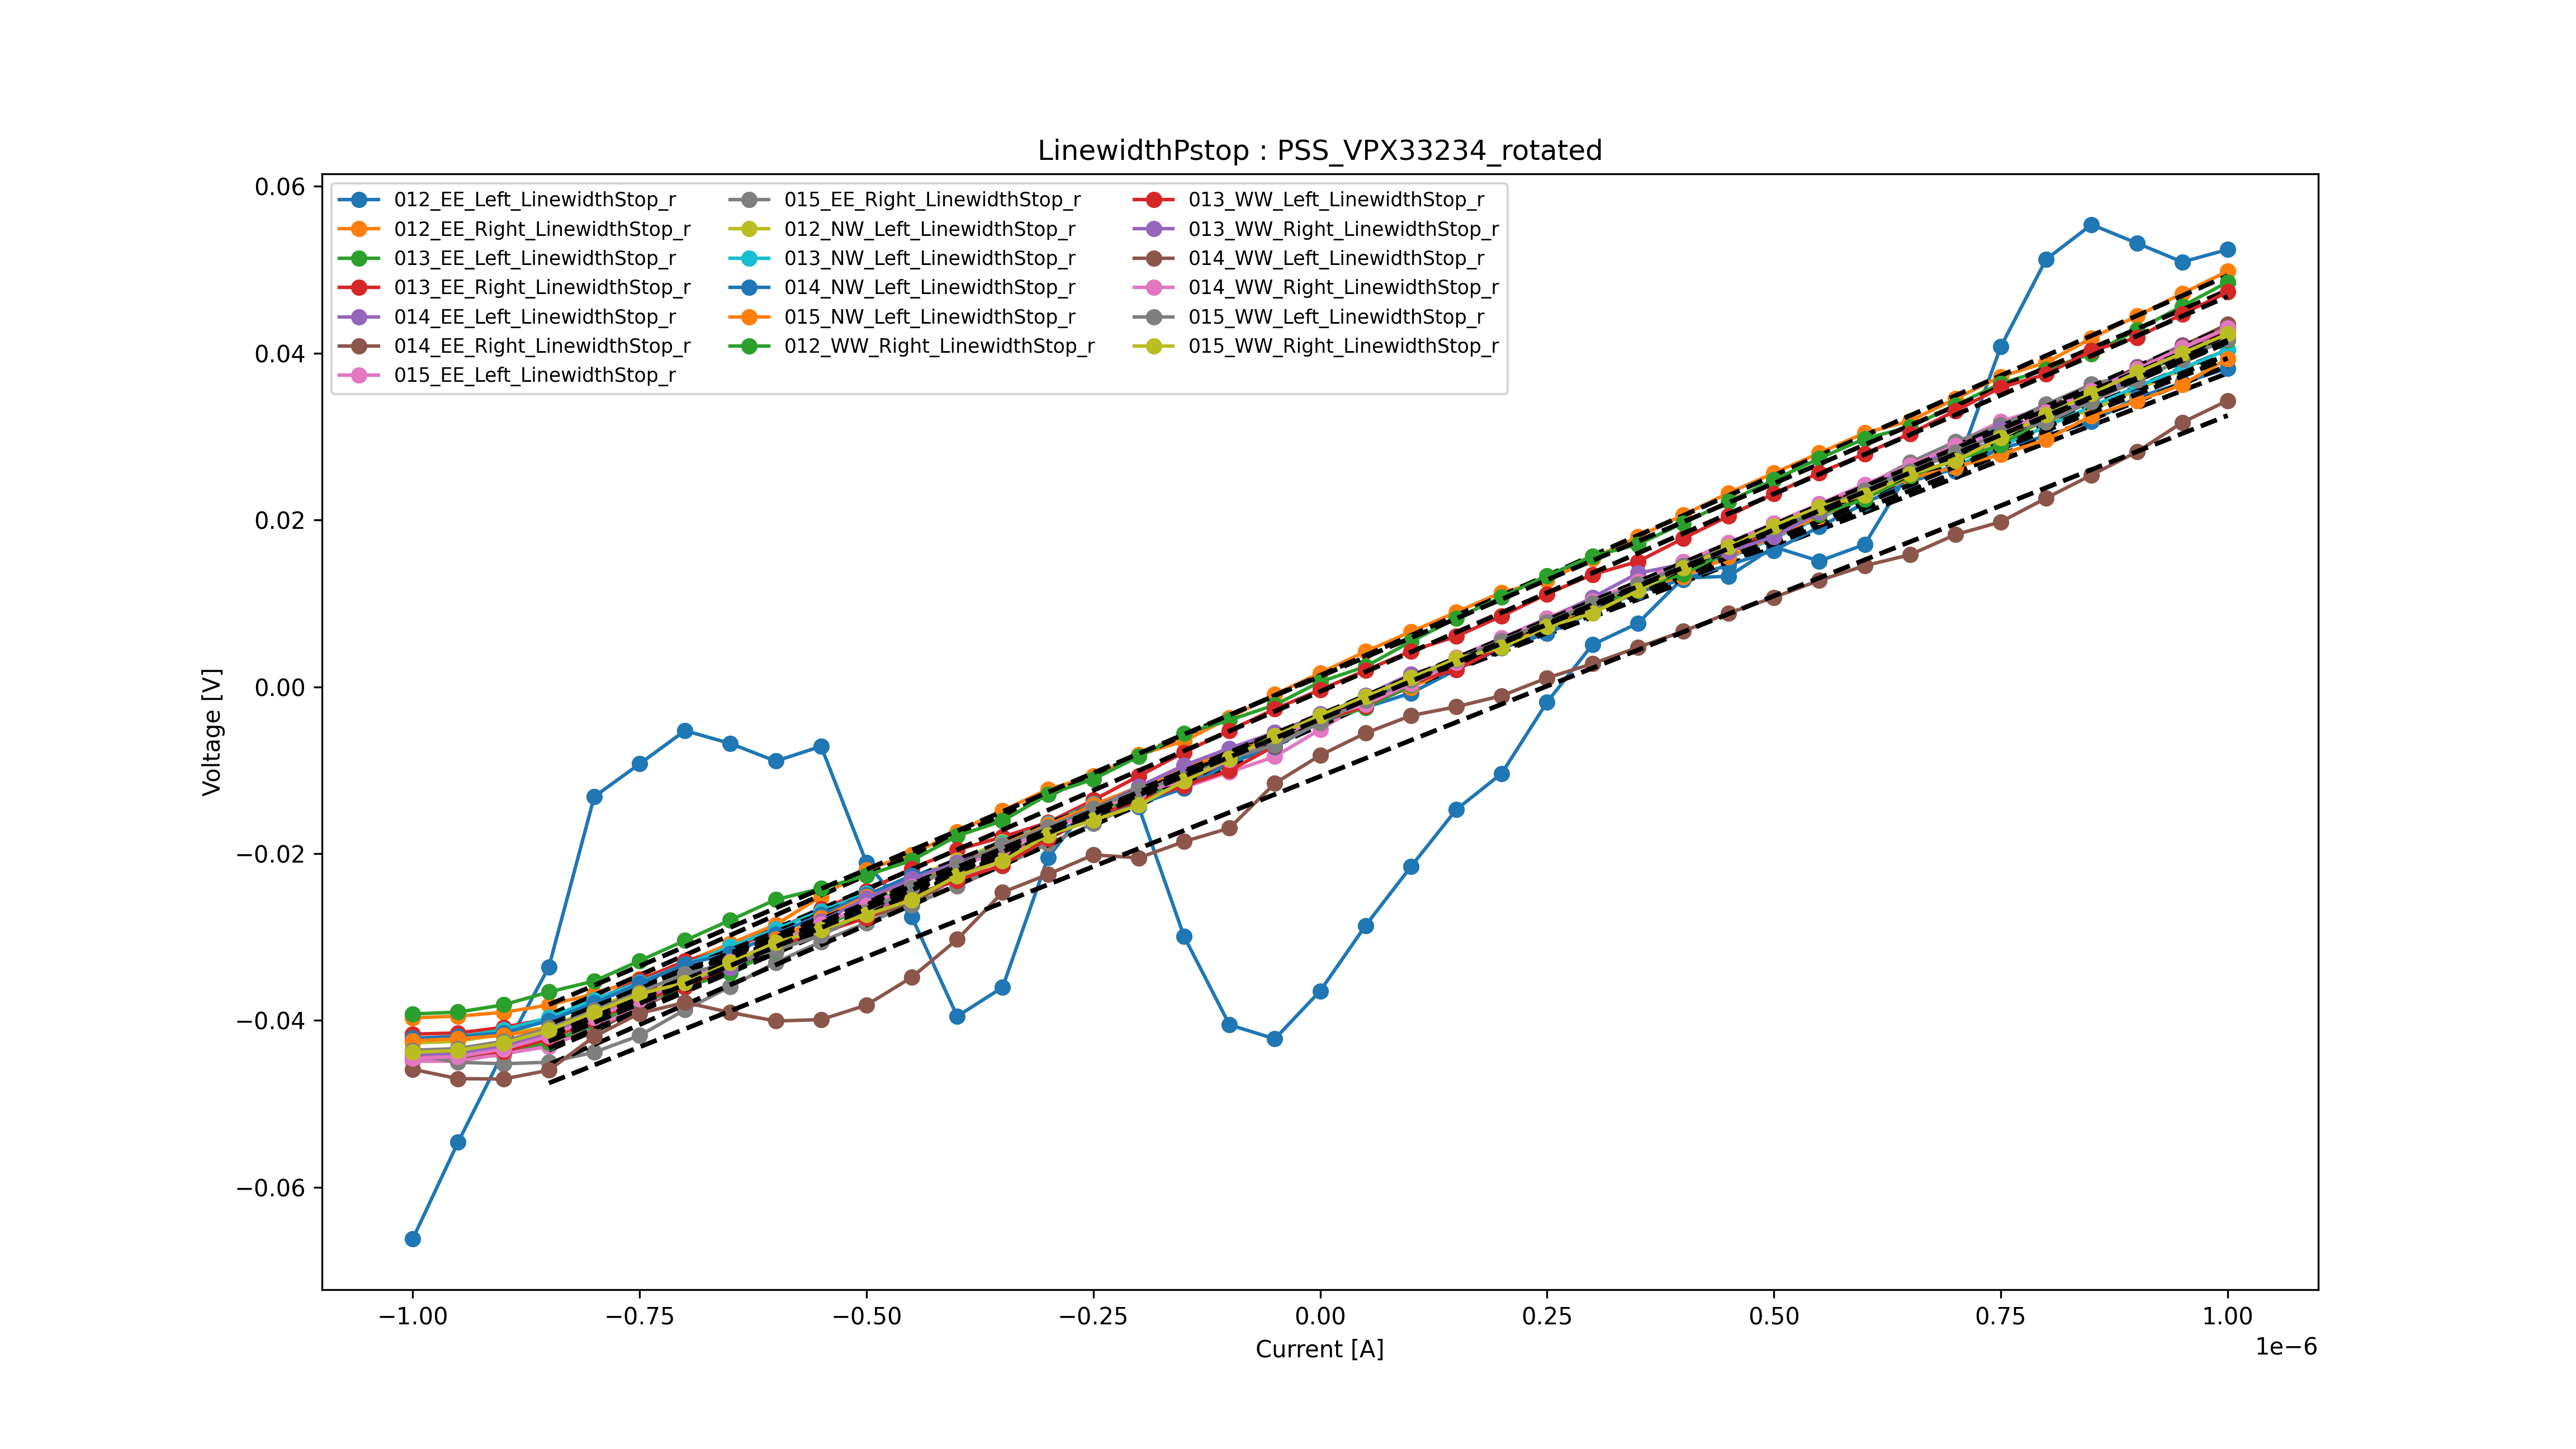 LinewidthPstop : PSS_VPX33234_rotated
012_EE_Left_LinewidthStop_r
012_EE_Right_LinewidthStop_r
013_EE_Left_LinewidthStop_r
013_EE_Right_LinewidthStop_r
014_EE_Left_LinewidthStop_r
014_EE_Right_LinewidthStop_r
015_EE_Left_LinewidthStop_r
015_EE_Right_LinewidthStop_r
012_NW_Left_LinewidthStop_r
013_NW_Left_LinewidthStop_r
014_NW_Left_LinewidthStop_r
015_NW_Left_LinewidthStop_r
012_WW_Right_LinewidthStop_r
013_WW_Left_LinewidthStop_r
013_WW_Right_LinewidthStop_r
014_WW_Left_LinewidthStop_r
014_WW_Right_LinewidthStop_r
015_WW_Left_LinewidthStop_r
015_WW_Right_LinewidthStop_r
Voltage [V]
0.06
0.04
0.02
0.00
−0.02
−0.04
−0.06
−1.00 −0.75 −0.50 −0.25 0.00 0.25 0.50 0.75 1.00
1e−6
Current [A]